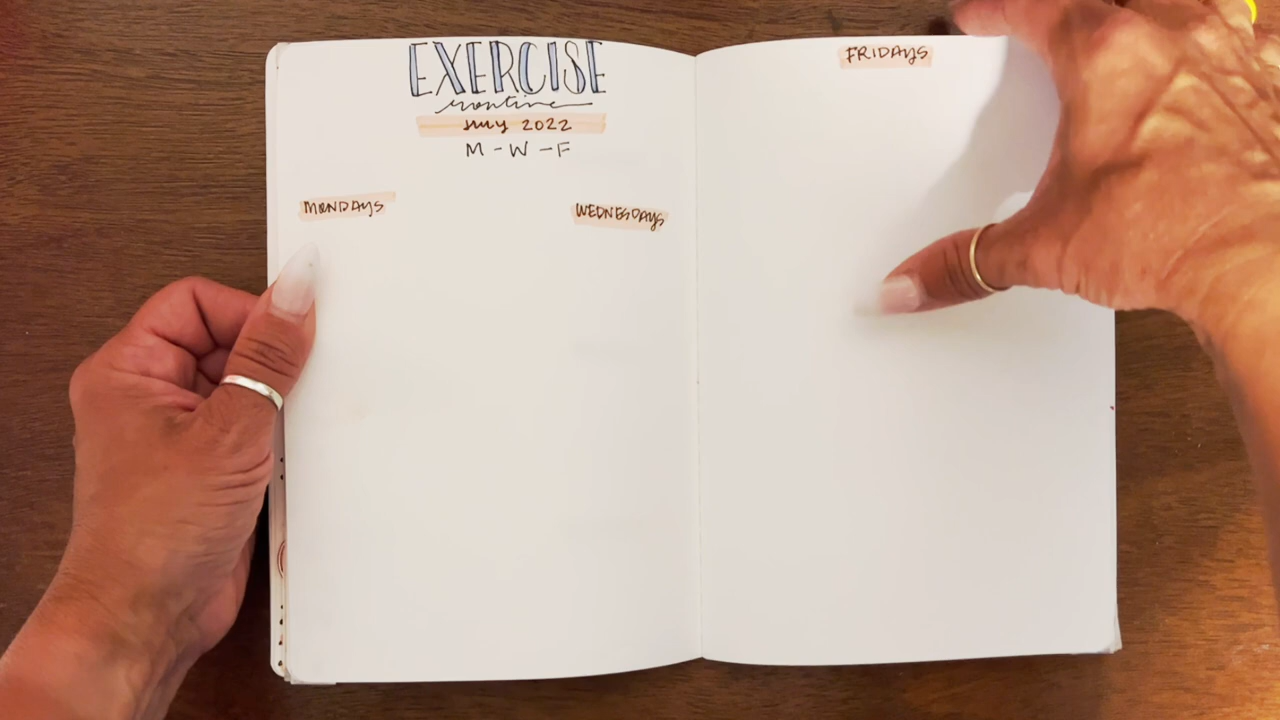 EXERCISE
routine
July 2022
M - W - F
MONDAYS
WEDNESDAYS
FRIDAYS